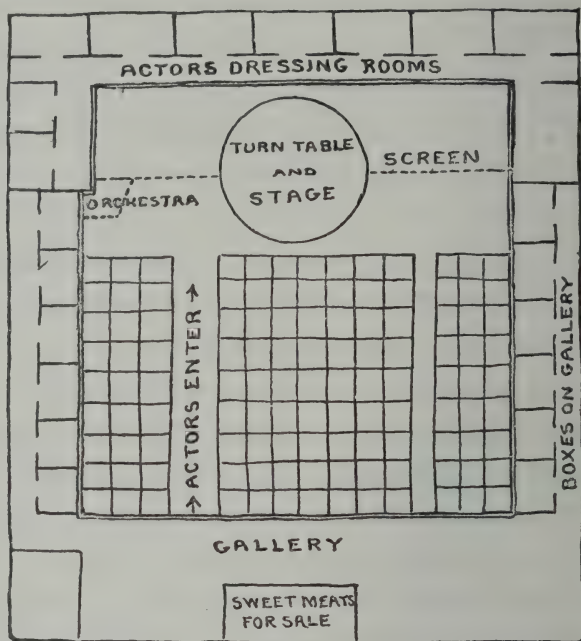 ACTORS DRESSING ROOMS
TURN TABLE
AND
STAGE
SCREEN
ORCHESTRA
ACTORS ENTER
BOXES ON GALLERY
GALLERY
SWEET MEATS
FOR SALE